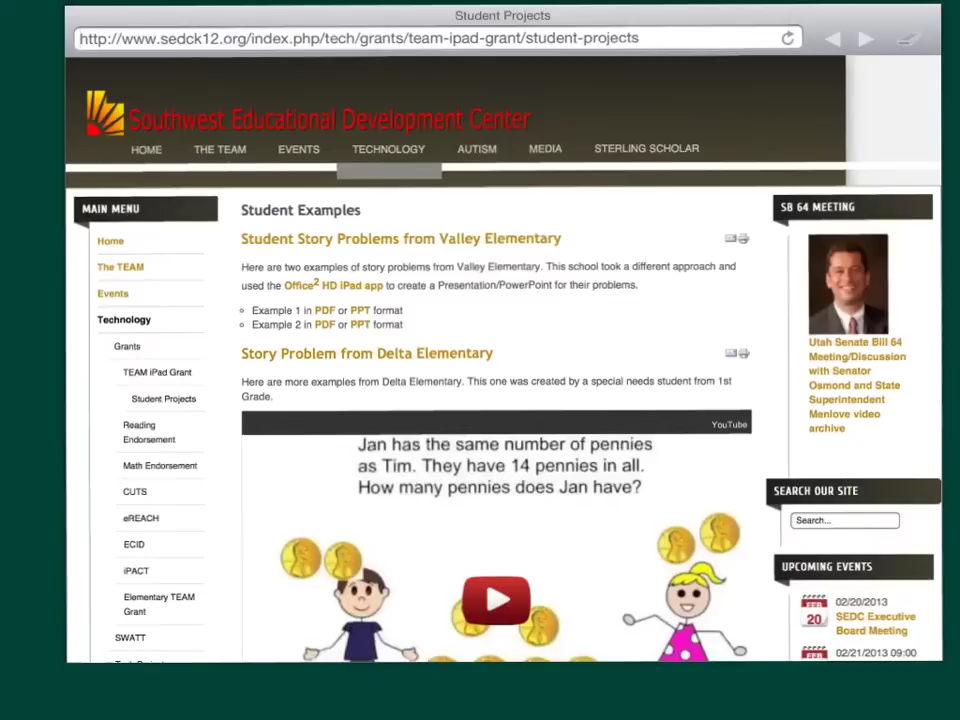 Student Projects
http://www.sedck12.org/index.php/tech/grants/team-ipad-grant/student-projects
Southwest Educational Development Center
HOME THE TEAM EVENTS TECHNOLOGY AUTISM MEDIA STERLING SCHOLAR
MAIN MENU
Home
The TEAM
Events
Technology
Grants
TEAM iPad Grant
Student Projects
Reading
Endorsement
Math Endorsement
CUTS
eREACH
ECID
iPACT
Elementary TEAM
Grant
SWATT
Student Examples
Student Story Problems from Valley Elementary
Here are two examples of story problems from Valley Elementary. This school took a different approach and
used the Office2 HD iPad app to create a Presentation/PowerPoint for their problems.
Example 1 in PDF or PPT format
Example 2 in PDF or PPT format
Story Problem from Delta Elementary
Here are more examples from Delta Elementary. This one was created by a special needs student from 1st
Grade.
YouTube
Jan has the same number of pennies
as Tim. They have 14 pennies in all.
How many pennies does Jan have?
SB 64 MEETING
Utah Senate Bill 64
Meeting/Discussion
with Senator
Osmond and State
Superintendent
Menlove video
archive
SEARCH OUR SITE
Search...
UPCOMING EVENTS
FEB
20
02/20/2013
SEDC Executive
Board Meeting
FEB
02/21/2013 09:00